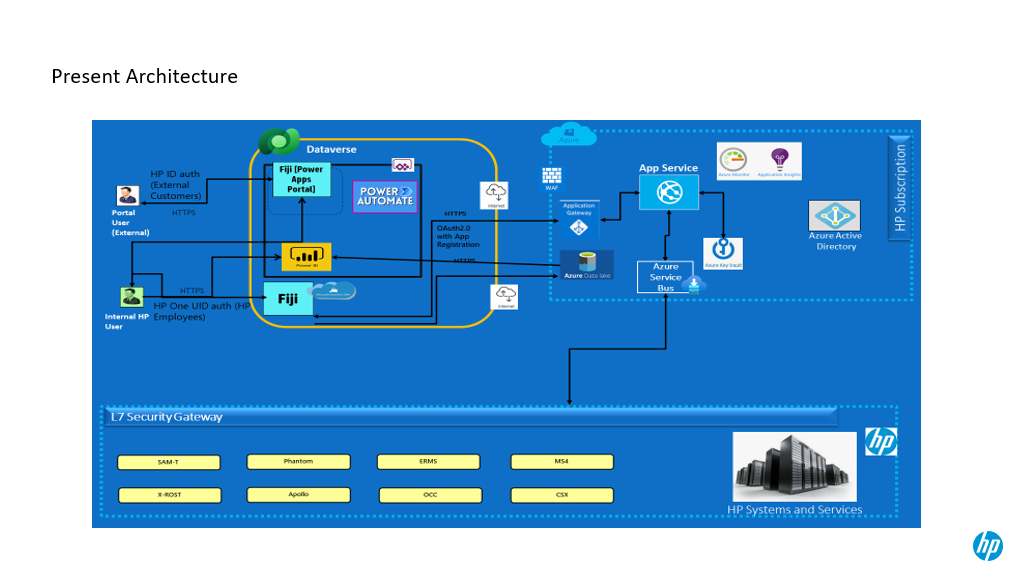 Present Architecture
Azure
Dataverse
HP ID auth
(External
Customers)
HTTPS
Portal
User
(External)
Fiji [Power
Apps
Portal]
POWER
AUTOMATE
Internet
WAF
App Service
Azure Monitor
Application Insights
HP Subscription
HTTPS
OAuth2.0
with App
Registration
HTTPS
Application
Gateway
Azure Active
Directory
Power BI
Azure Data lake
Azure
Service
Bus
Azure Key Vault
HTTPS
HP One UID auth (HP
Employees)
Internal HP
User
Fiji
Internet
L7 Security Gateway
SAM-T
Phantom
ERMS
MS4
X-ROST
Apollo
OCC
CSX
hp
HP Systems and Services
hp